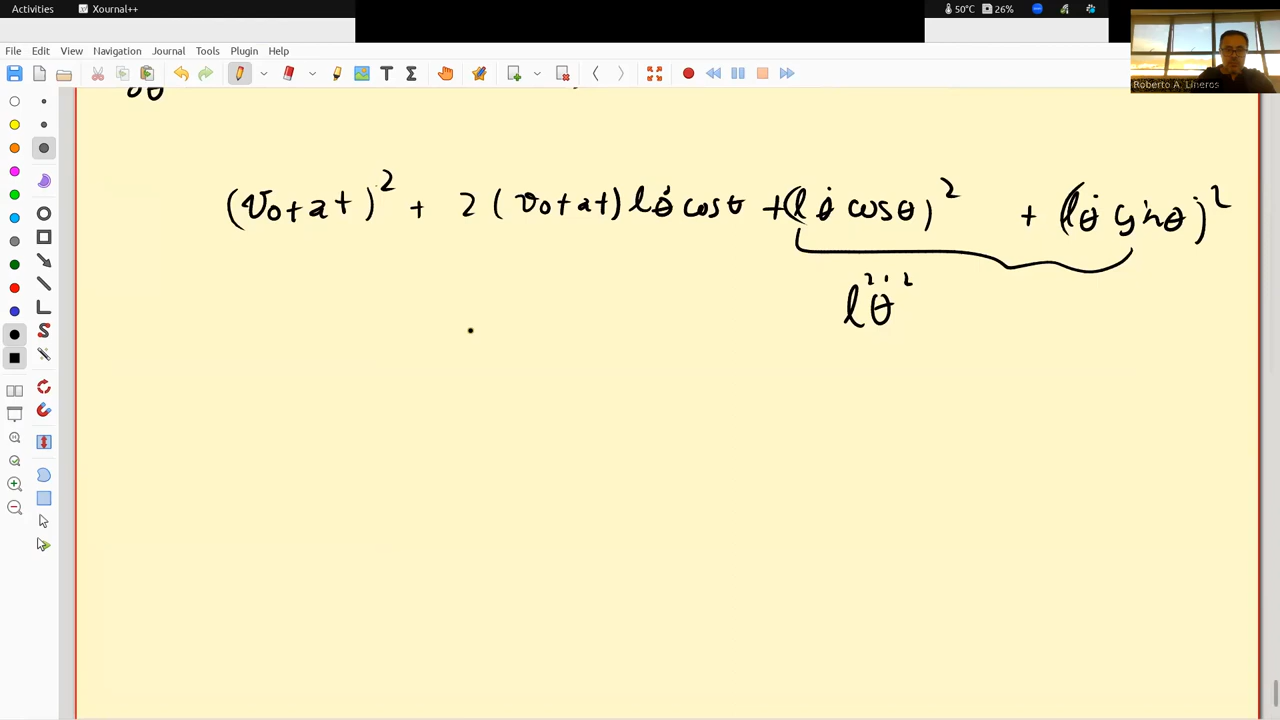 Activities Xournal++ 50°C 26%
File Edit View Navigation Journal Tools Plugin Help
Roberto A. Lineros
(v₀+at)² + 2(v₀+at)lθ̇ cosθ + (lθ̇ cosθ)² + (lθ̇ sinθ)²
l²θ̇²